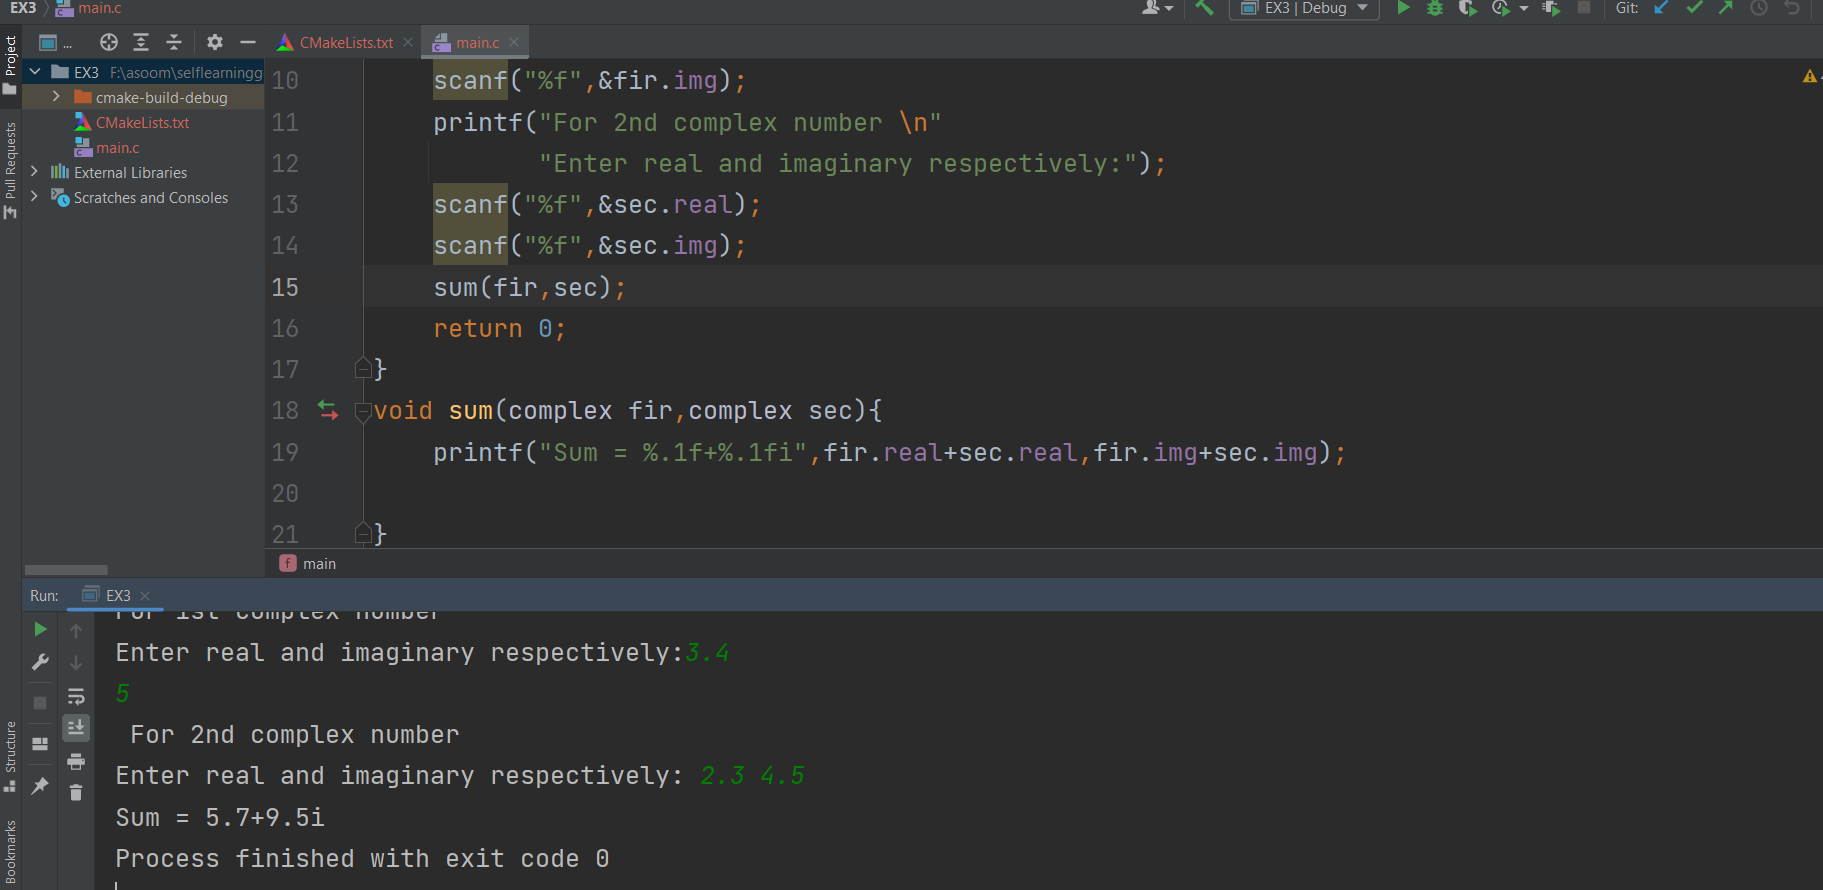 EX3 main.c
EX3 | Debug Git:
Project
Pull Requests
Structure
Bookmarks
... CMakeLists.txt main.c
EX3 F:\asoom\selflearningg
cmake-build-debug
CMakeLists.txt
main.c
External Libraries
Scratches and Consoles
10 scanf("%f",&fir.img);
11 printf("For 2nd complex number \n"
12 "Enter real and imaginary respectively:");
13 scanf("%f",&sec.real);
14 scanf("%f",&sec.img);
15 sum(fir,sec);
16 return 0;
17 }
18 void sum(complex fir,complex sec){
19 printf("Sum = %.1f+%.1fi",fir.real+sec.real,fir.img+sec.img);
20
21 }
f main
Run: EX3
For 1st complex number
Enter real and imaginary respectively:3.4
5
For 2nd complex number
Enter real and imaginary respectively: 2.3 4.5
Sum = 5.7+9.5i
Process finished with exit code 0